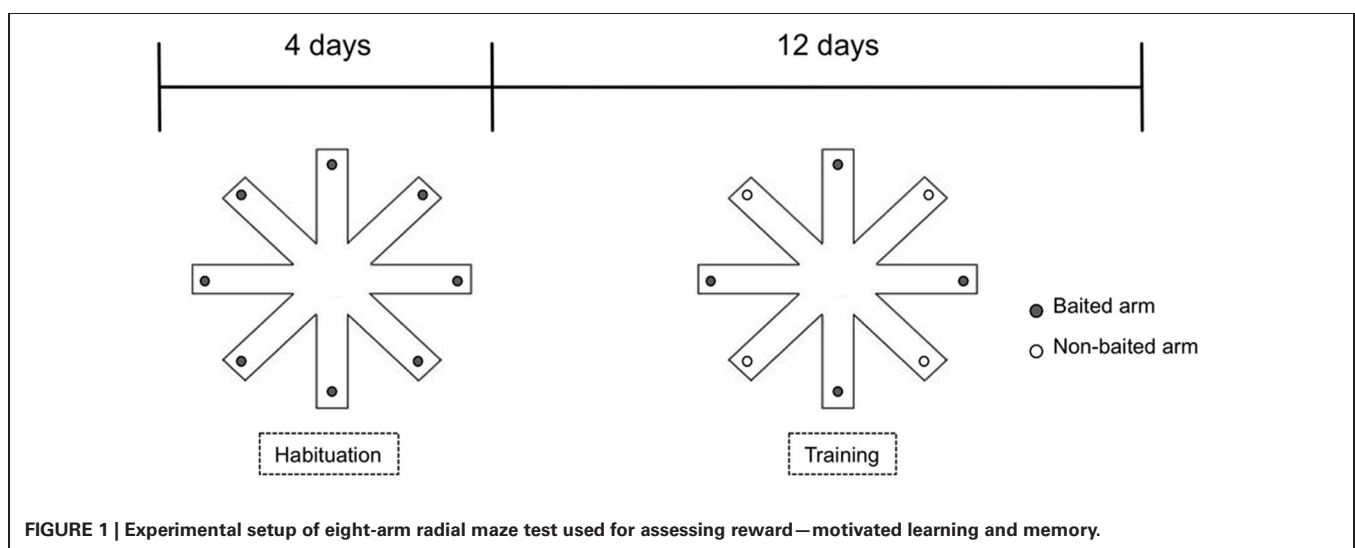 4 days
12 days
Baited arm
Non-baited arm
Habituation
Training
FIGURE 1 | Experimental setup of eight-arm radial maze test used for assessing reward—motivated learning and memory.